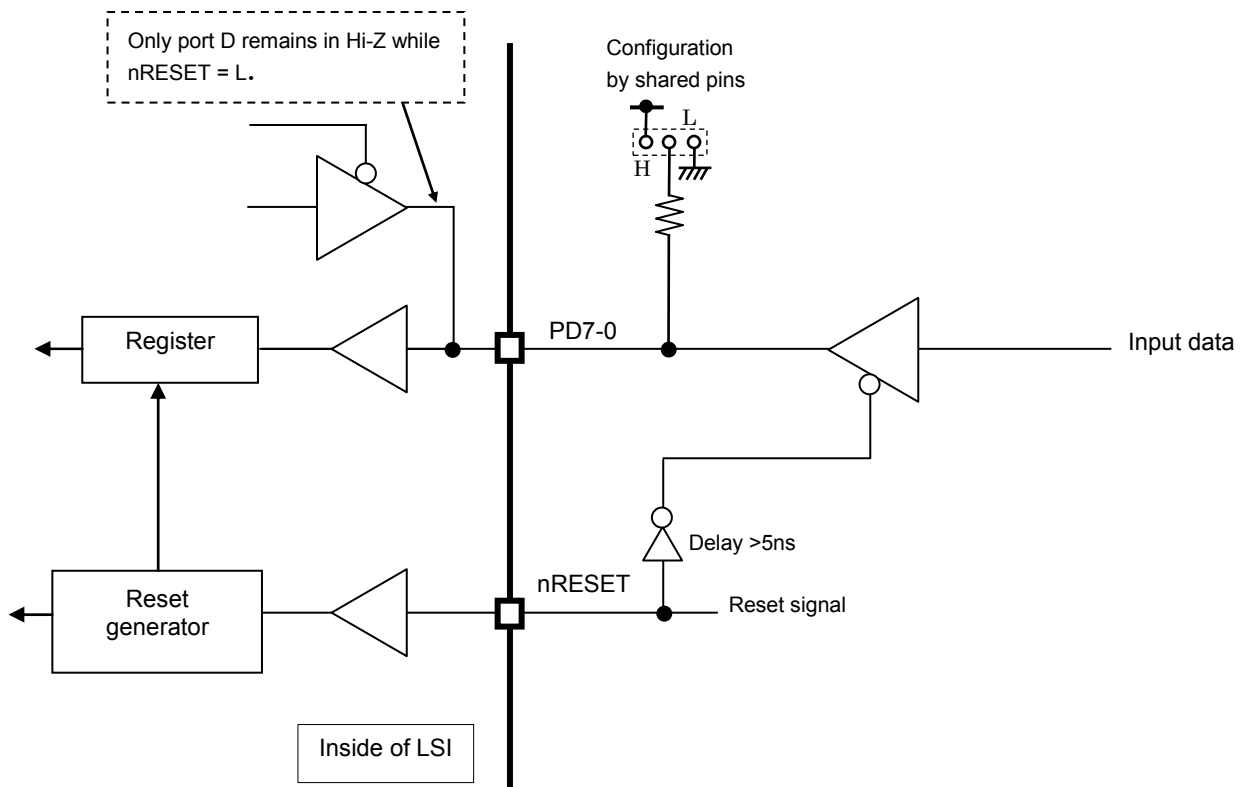 Only port D remains in Hi-Z while
nRESET = L.
Configuration
by shared pins
L
H
PD7-0
Register
Input data
Delay >5ns
nRESET
Reset signal
Reset
generator
Inside of LSI